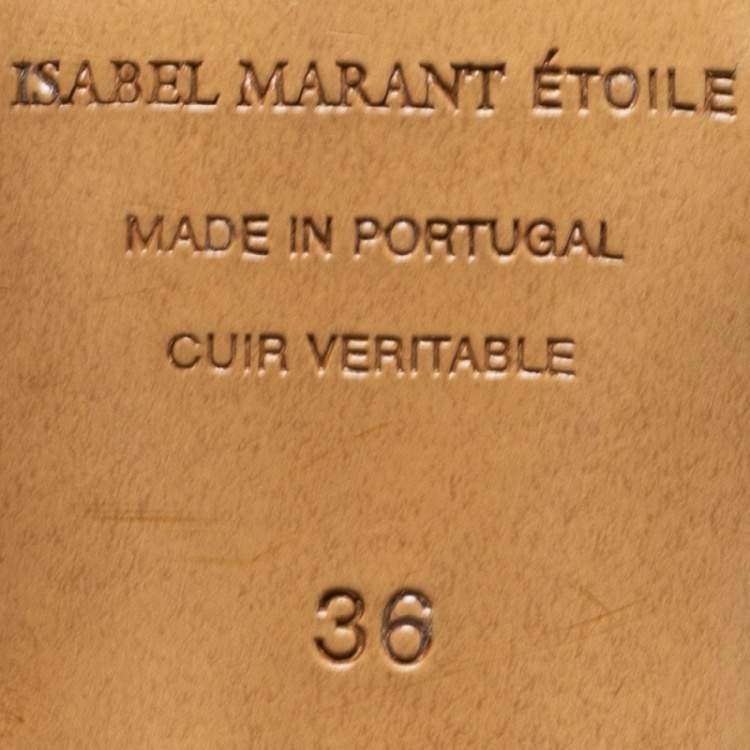 ISABEL MARANT ÉTOILE
MADE IN PORTUGAL
CUIR VERITABLE
36